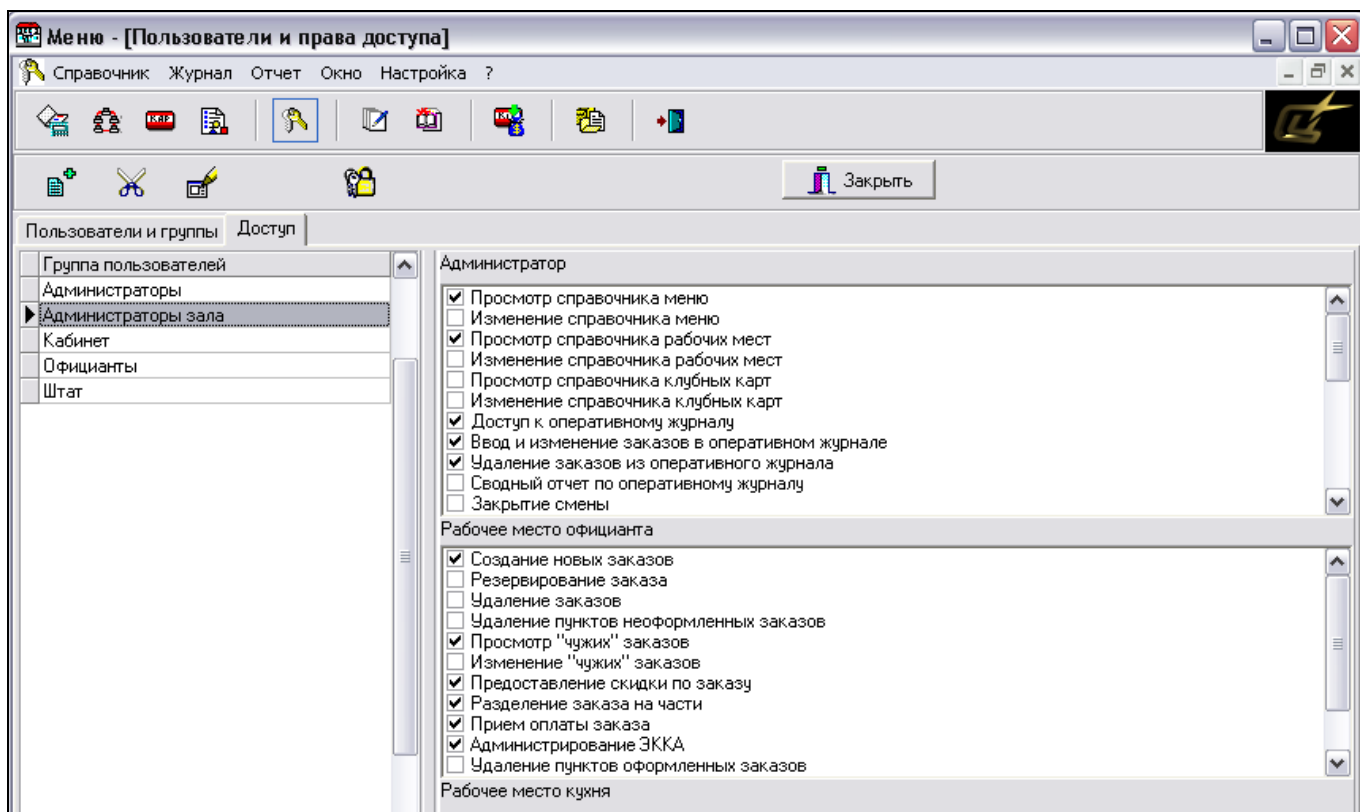 Меню - [Пользователи и права доступа]
Справочник Журнал Отчет Окно Настройка ?
КАР
Закрыть
Пользователи и группы Доступ
Группа пользователей
Администраторы
Администраторы зала
Кабинет
Официанты
Штат
Администратор
Просмотр справочника меню
Изменение справочника меню
Просмотр справочника рабочих мест
Изменение справочника рабочих мест
Просмотр справочника клубных карт
Изменение справочника клубных карт
Доступ к оперативному журналу
Ввод и изменение заказов в оперативном журнале
Удаление заказов из оперативного журнала
Сводный отчет по оперативному журналу
Закрытие смены
Рабочее место официанта
Создание новых заказов
Резервирование заказа
Удаление заказов
Удаление пунктов неоформленных заказов
Просмотр "чужих" заказов
Изменение "чужих" заказов
Предоставление скидки по заказу
Разделение заказа на части
Прием оплаты заказа
Администрирование ЭККА
Удаление пунктов оформленных заказов
Рабочее место кухня